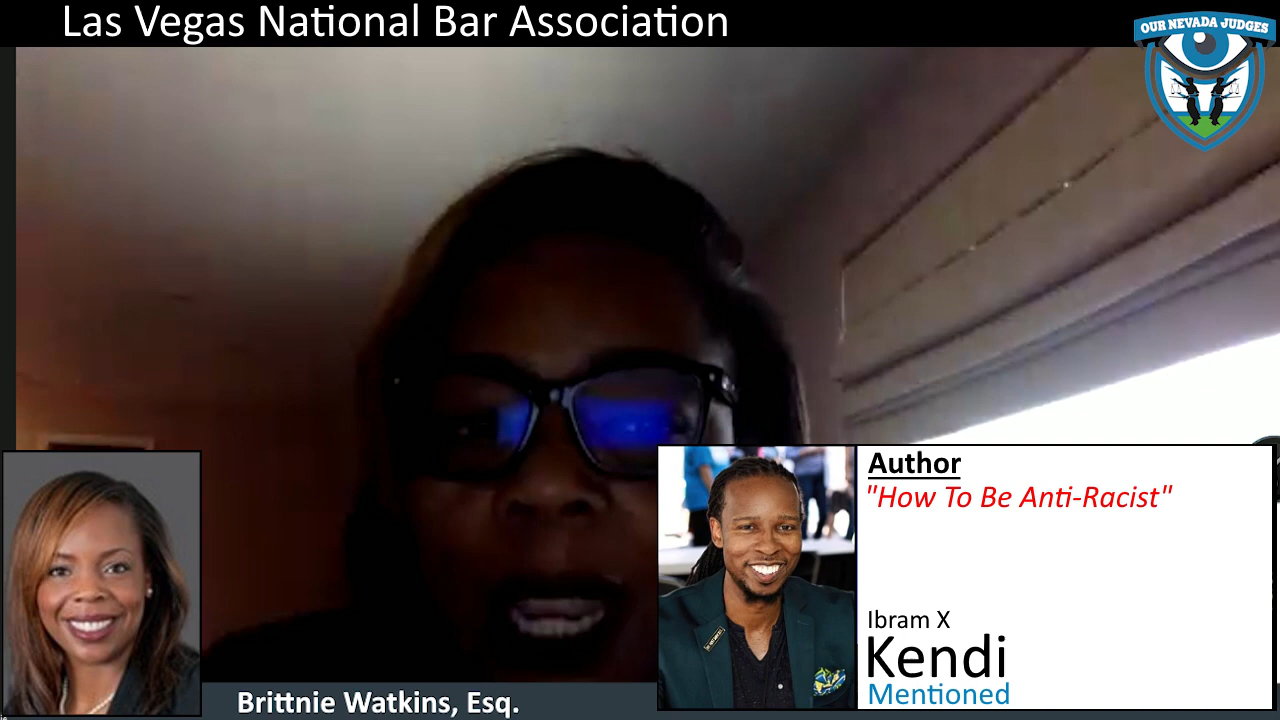 Las Vegas National Bar Association
OUR NEVADA JUDGES
Author
"How To Be Anti-Racist"
Ibram X
Kendi
Mentioned
Brittnie Watkins, Esq.